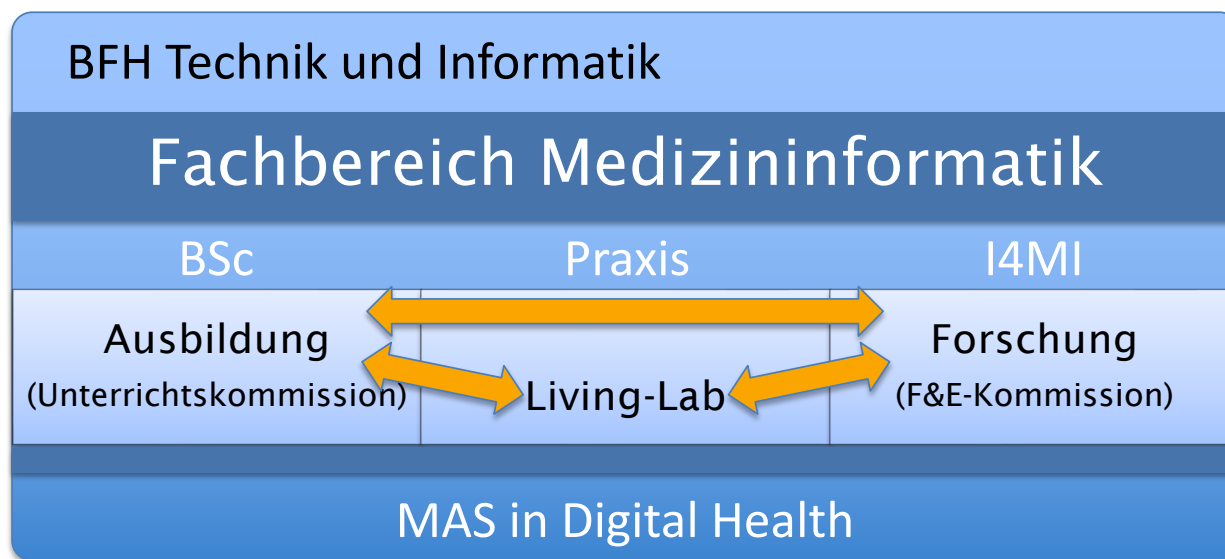 BFH Technik und Informatik
Fachbereich Medizininformatik
BSc Praxis I4MI
Ausbildung
(Unterrichtskommission)
Living-Lab
Forschung
(F&E-Kommission)
MAS in Digital Health